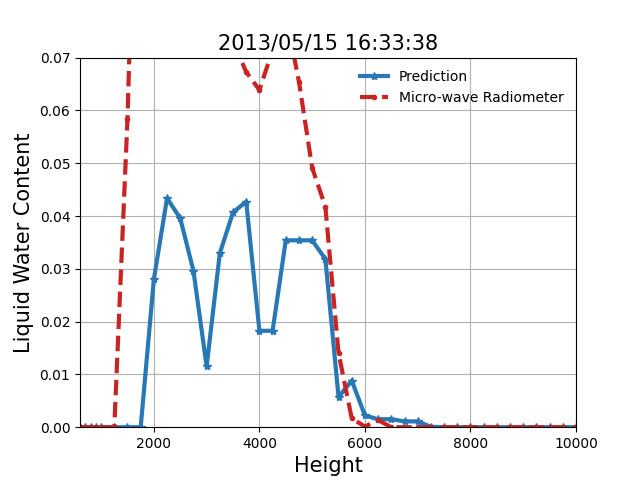 2013/05/15 16:33:38
Prediction
Micro-wave Radiometer
Liquid Water Content
0.07
0.06
0.05
0.04
0.03
0.02
0.01
0.00
2000 4000 6000 8000 10000
Height